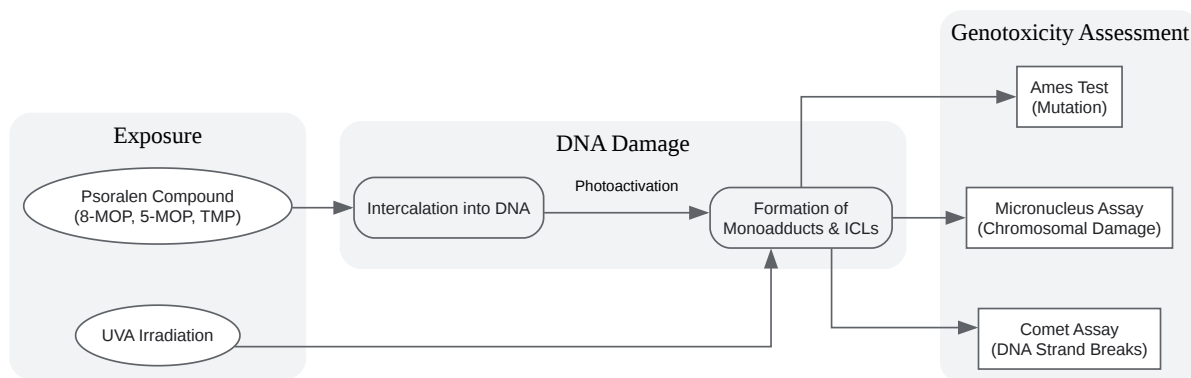 Exposure
Psoralen Compound
(8-MOP, 5-MOP, TMP)
UVA Irradiation
DNA Damage
Intercalation into DNA
Photoactivation
Formation of
Monoadducts & ICLs
Genotoxicity Assessment
Ames Test
(Mutation)
Micronucleus Assay
(Chromosomal Damage)
Comet Assay
(DNA Strand Breaks)